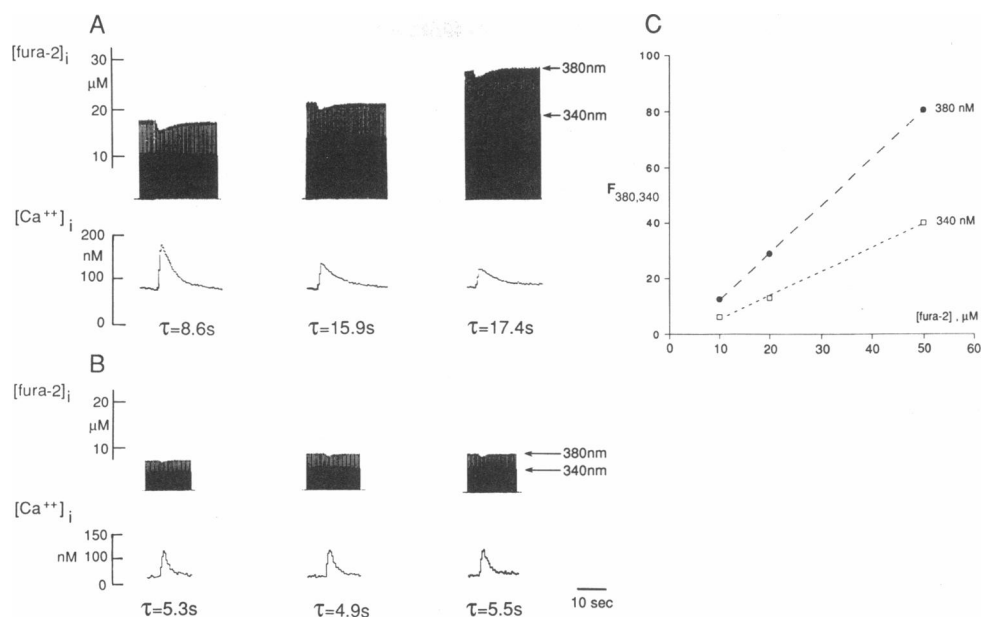 A
[fura-2]i
30
μM
20
10
380nm
340nm
[Ca++]i
200
nM
100
0
τ=8.6s
τ=15.9s
τ=17.4s
B
[fura-2]i
20
μM
10
380nm
340nm
[Ca++]i
150
nM 100
0
τ=5.3s
τ=4.9s
τ=5.5s
10 sec
C
100
80
60
40
20
0
F380,340
380 nM
340 nM
[fura-2] , μM
0 10 20 30 40 50 60